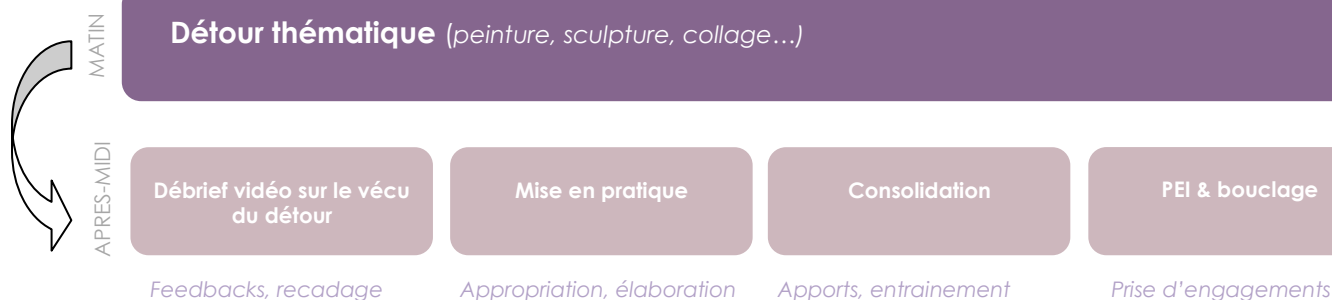 MATIN
Détour thématique (peinture, sculpture, collage…)
APRES-MIDI
Débrief vidéo sur le vécu
du détour
Mise en pratique
Consolidation
PEI & bouclage
Feedbacks, recadage
Appropriation, élaboration
Apports, entrainement
Prise d'engagements